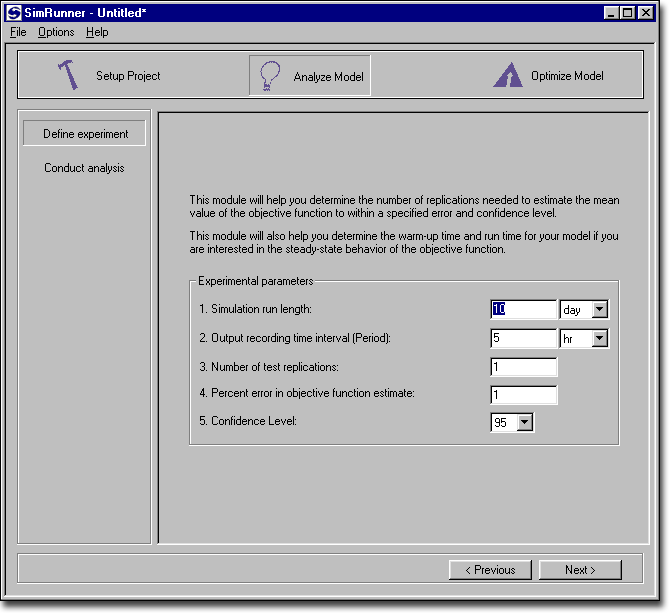 SimRunner - Untitled*
File Options Help
Setup Project Analyze Model Optimize Model
Define experiment
Conduct analysis
This module will help you determine the number of replications needed to estimate the mean
value of the objective function to within a specified error and confidence level.
This module will also help you determine the warm-up time and run time for your model if you
are interested in the steady-state behavior of the objective function.
Experimental parameters
1. Simulation run length: 10 day
2. Output recording time interval (Period): 5 hr
3. Number of test replications: 1
4. Percent error in objective function estimate: 1
5. Confidence Level: 95
< Previous Next >